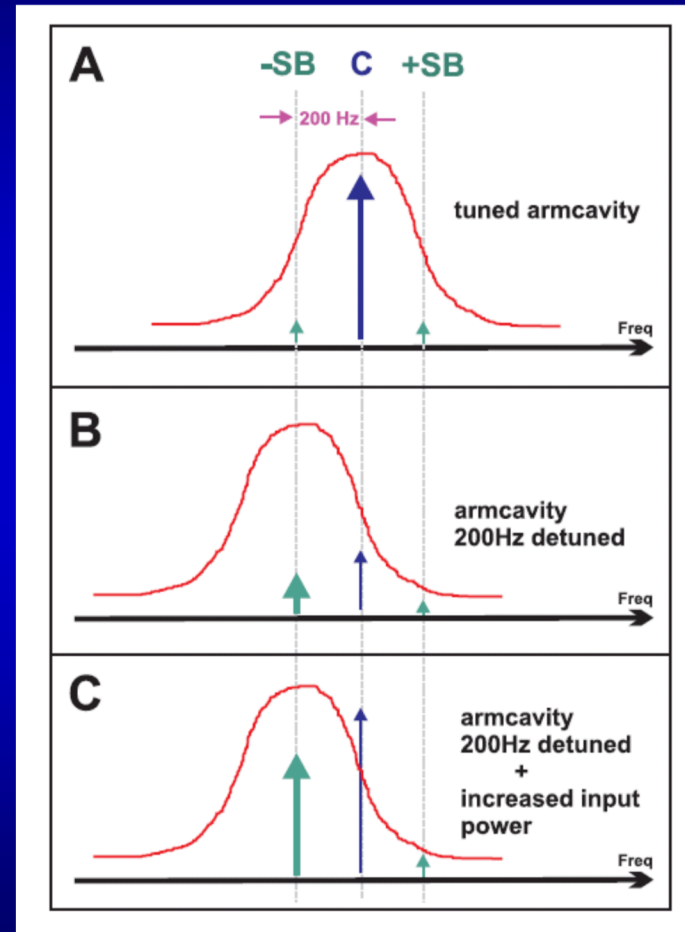 A
-SB C +SB
200 Hz
tuned armcavity
Freq
B
armcavity
200Hz detuned
Freq
C
armcavity
200Hz detuned
+
increased input
power
Freq